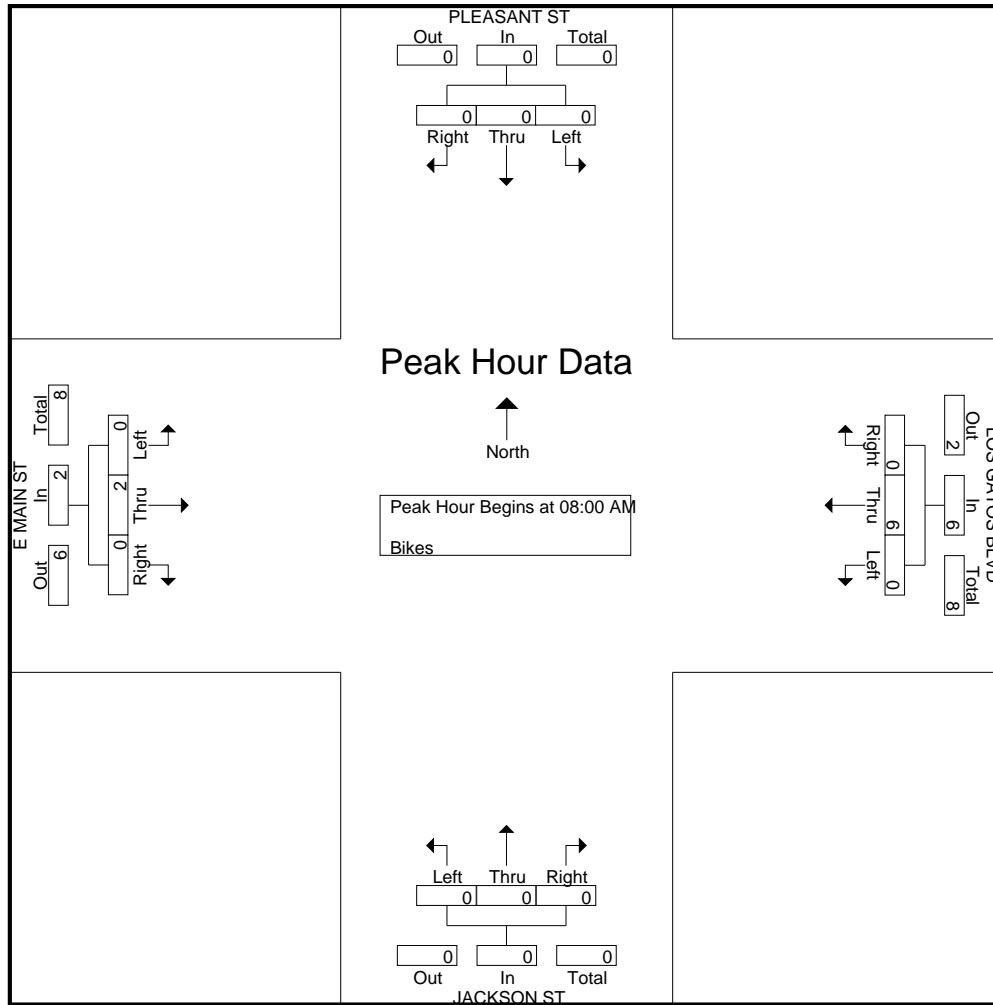 PLEASANT ST
Out In Total
0 0 0
0 0 0
Right Thru Left
Peak Hour Data
North
Peak Hour Begins at 08:00 AM
Bikes
E MAIN ST
Out In Total
6 2 8
0 2 0
Right Thru Left
LOS GATOS BLVD
Out In Total
2 6 8
0 6 0
Right Thru Left
Left Thru Right
0 0 0
0 0 0
Out In Total
JACKSON ST